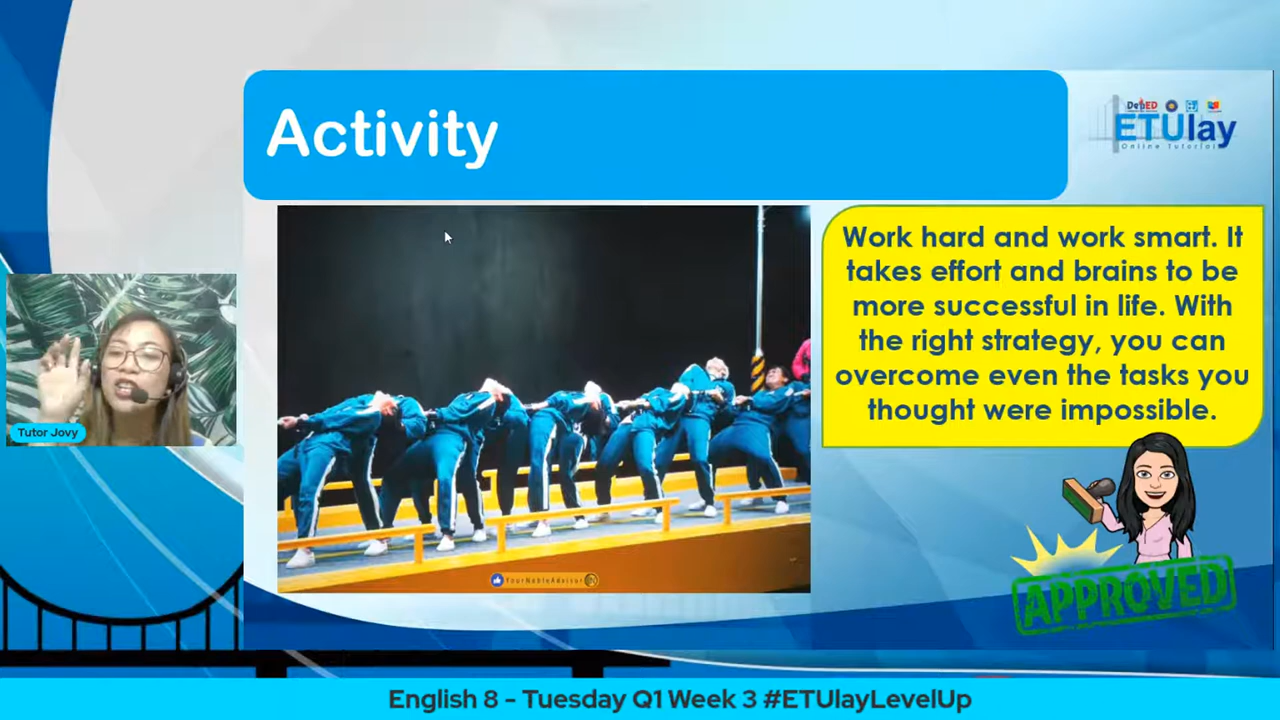 Activity
DepED
ETUlay
Online Tutorial
Work hard and work smart. It
takes effort and brains to be
more successful in life. With
the right strategy, you can
overcome even the tasks you
thought were impossible.
Tutor Jovy
YourNobleAdvisor
APPROVED
English 8 - Tuesday Q1 Week 3 #ETUlayLevelUp